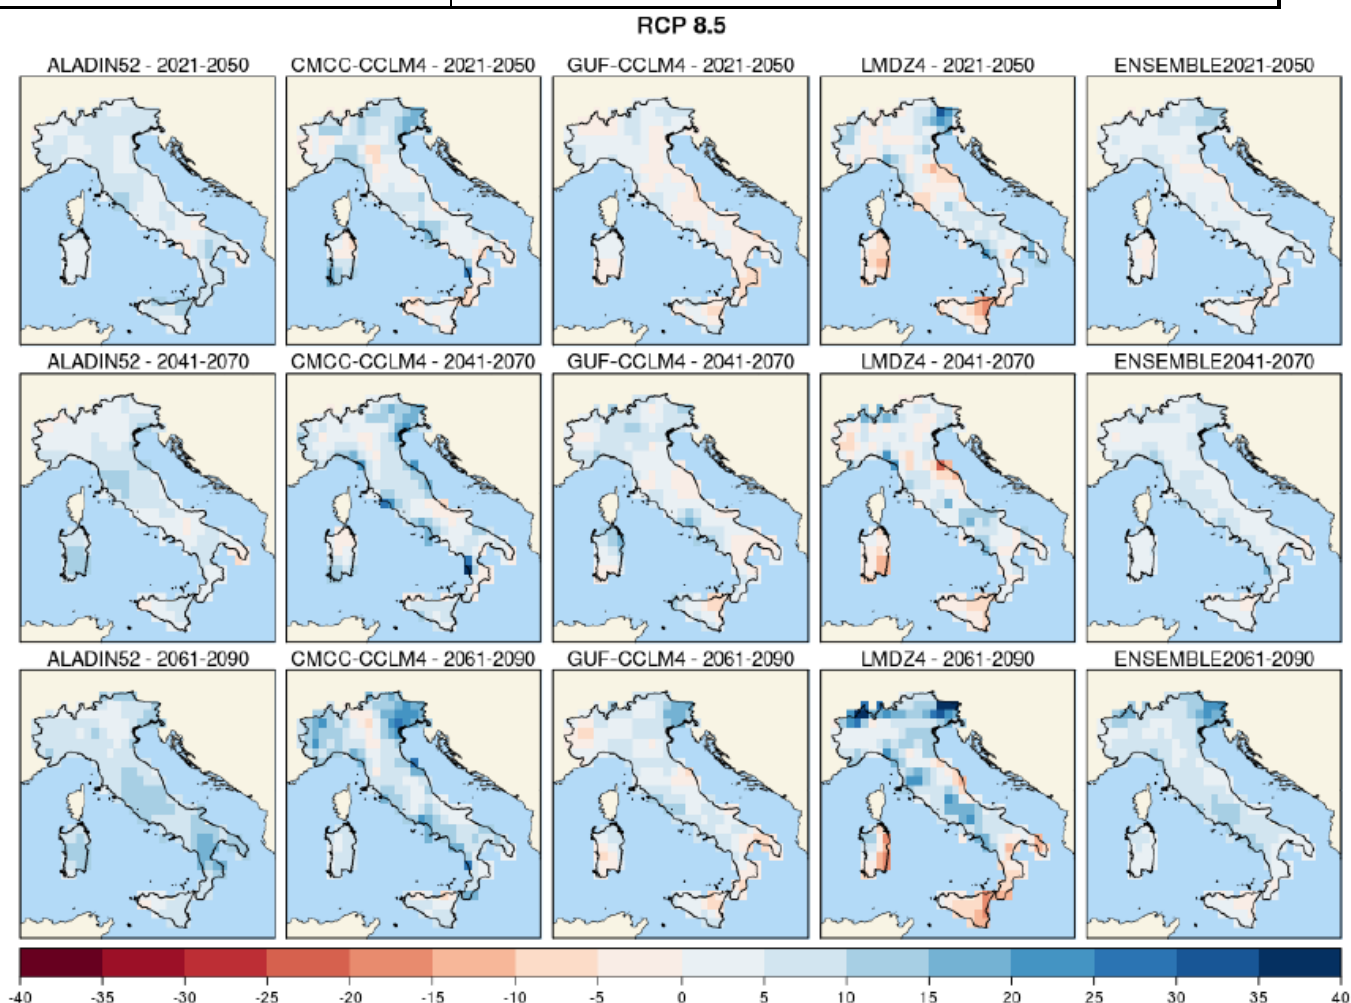 RCP 8.5
ALADIN52 - 2021-2050 CMCC-CCLM4 - 2021-2050 GUF-CCLM4 - 2021-2050 LMDZ4 - 2021-2050 ENSEMBLE2021-2050
ALADIN52 - 2041-2070 CMCC-CCLM4 - 2041-2070 GUF-CCLM4 - 2041-2070 LMDZ4 - 2041-2070 ENSEMBLE2041-2070
ALADIN52 - 2061-2090 CMCC-CCLM4 - 2061-2090 GUF-CCLM4 - 2061-2090 LMDZ4 - 2061-2090 ENSEMBLE2061-2090
-40 -35 -30 -25 -20 -15 -10 -5 0 5 10 15 20 25 30 35 40